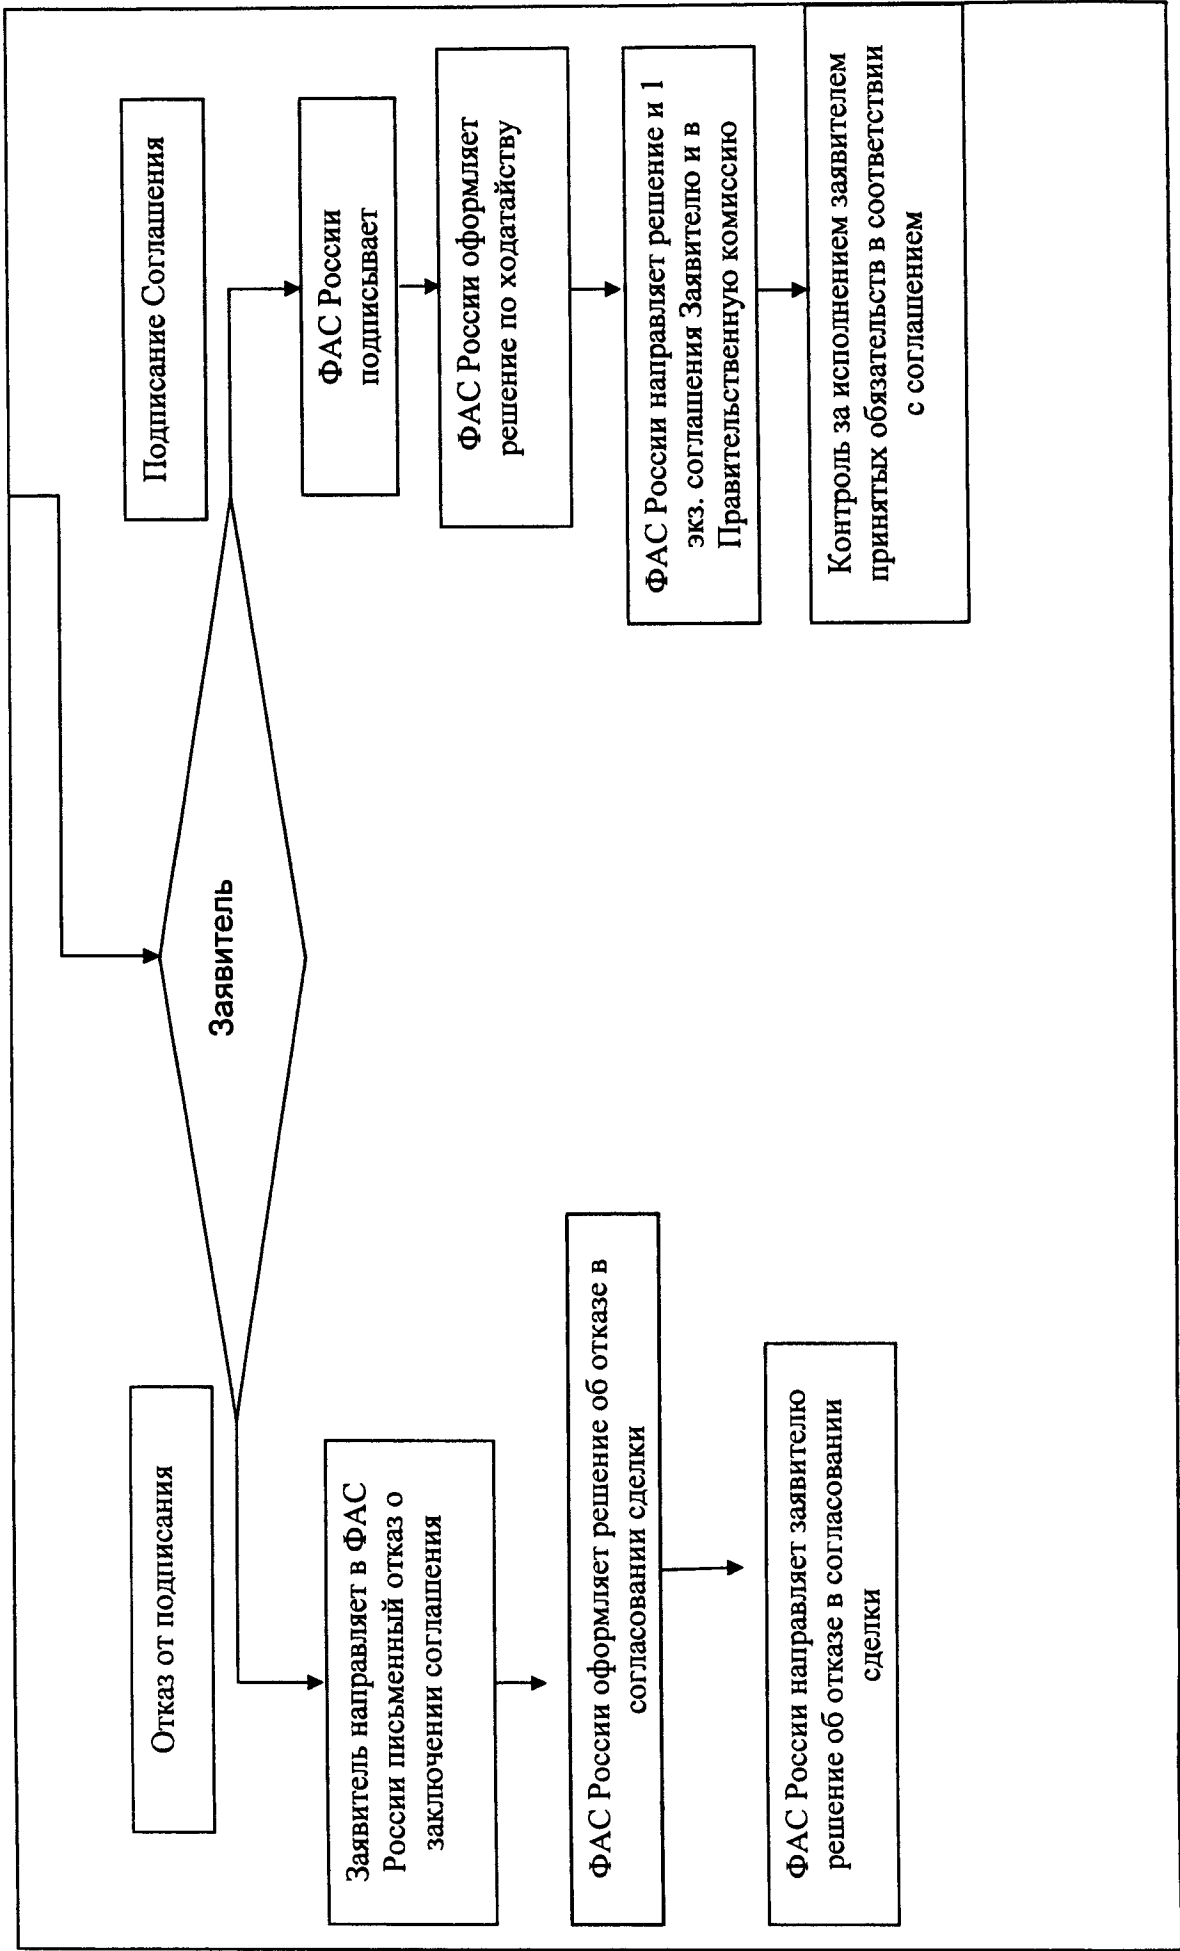 Отказ от подписания
Подписание Соглашения
Заявитель
Заявитель направляет в ФАС
России письменный отказ о
заключении соглашения
ФАС России оформляет решение об отказе в
согласовании сделки
ФАС России направляет заявителю
решение об отказе в согласовании
сделки
ФАС России
подписывает
ФАС России оформляет
решение по ходатайству
ФАС России направляет решение и 1
экз. соглашения Заявителю и в
Правительственную комиссию
Контроль за исполнением заявителем
принятых обязательств в соответствии
с соглашением